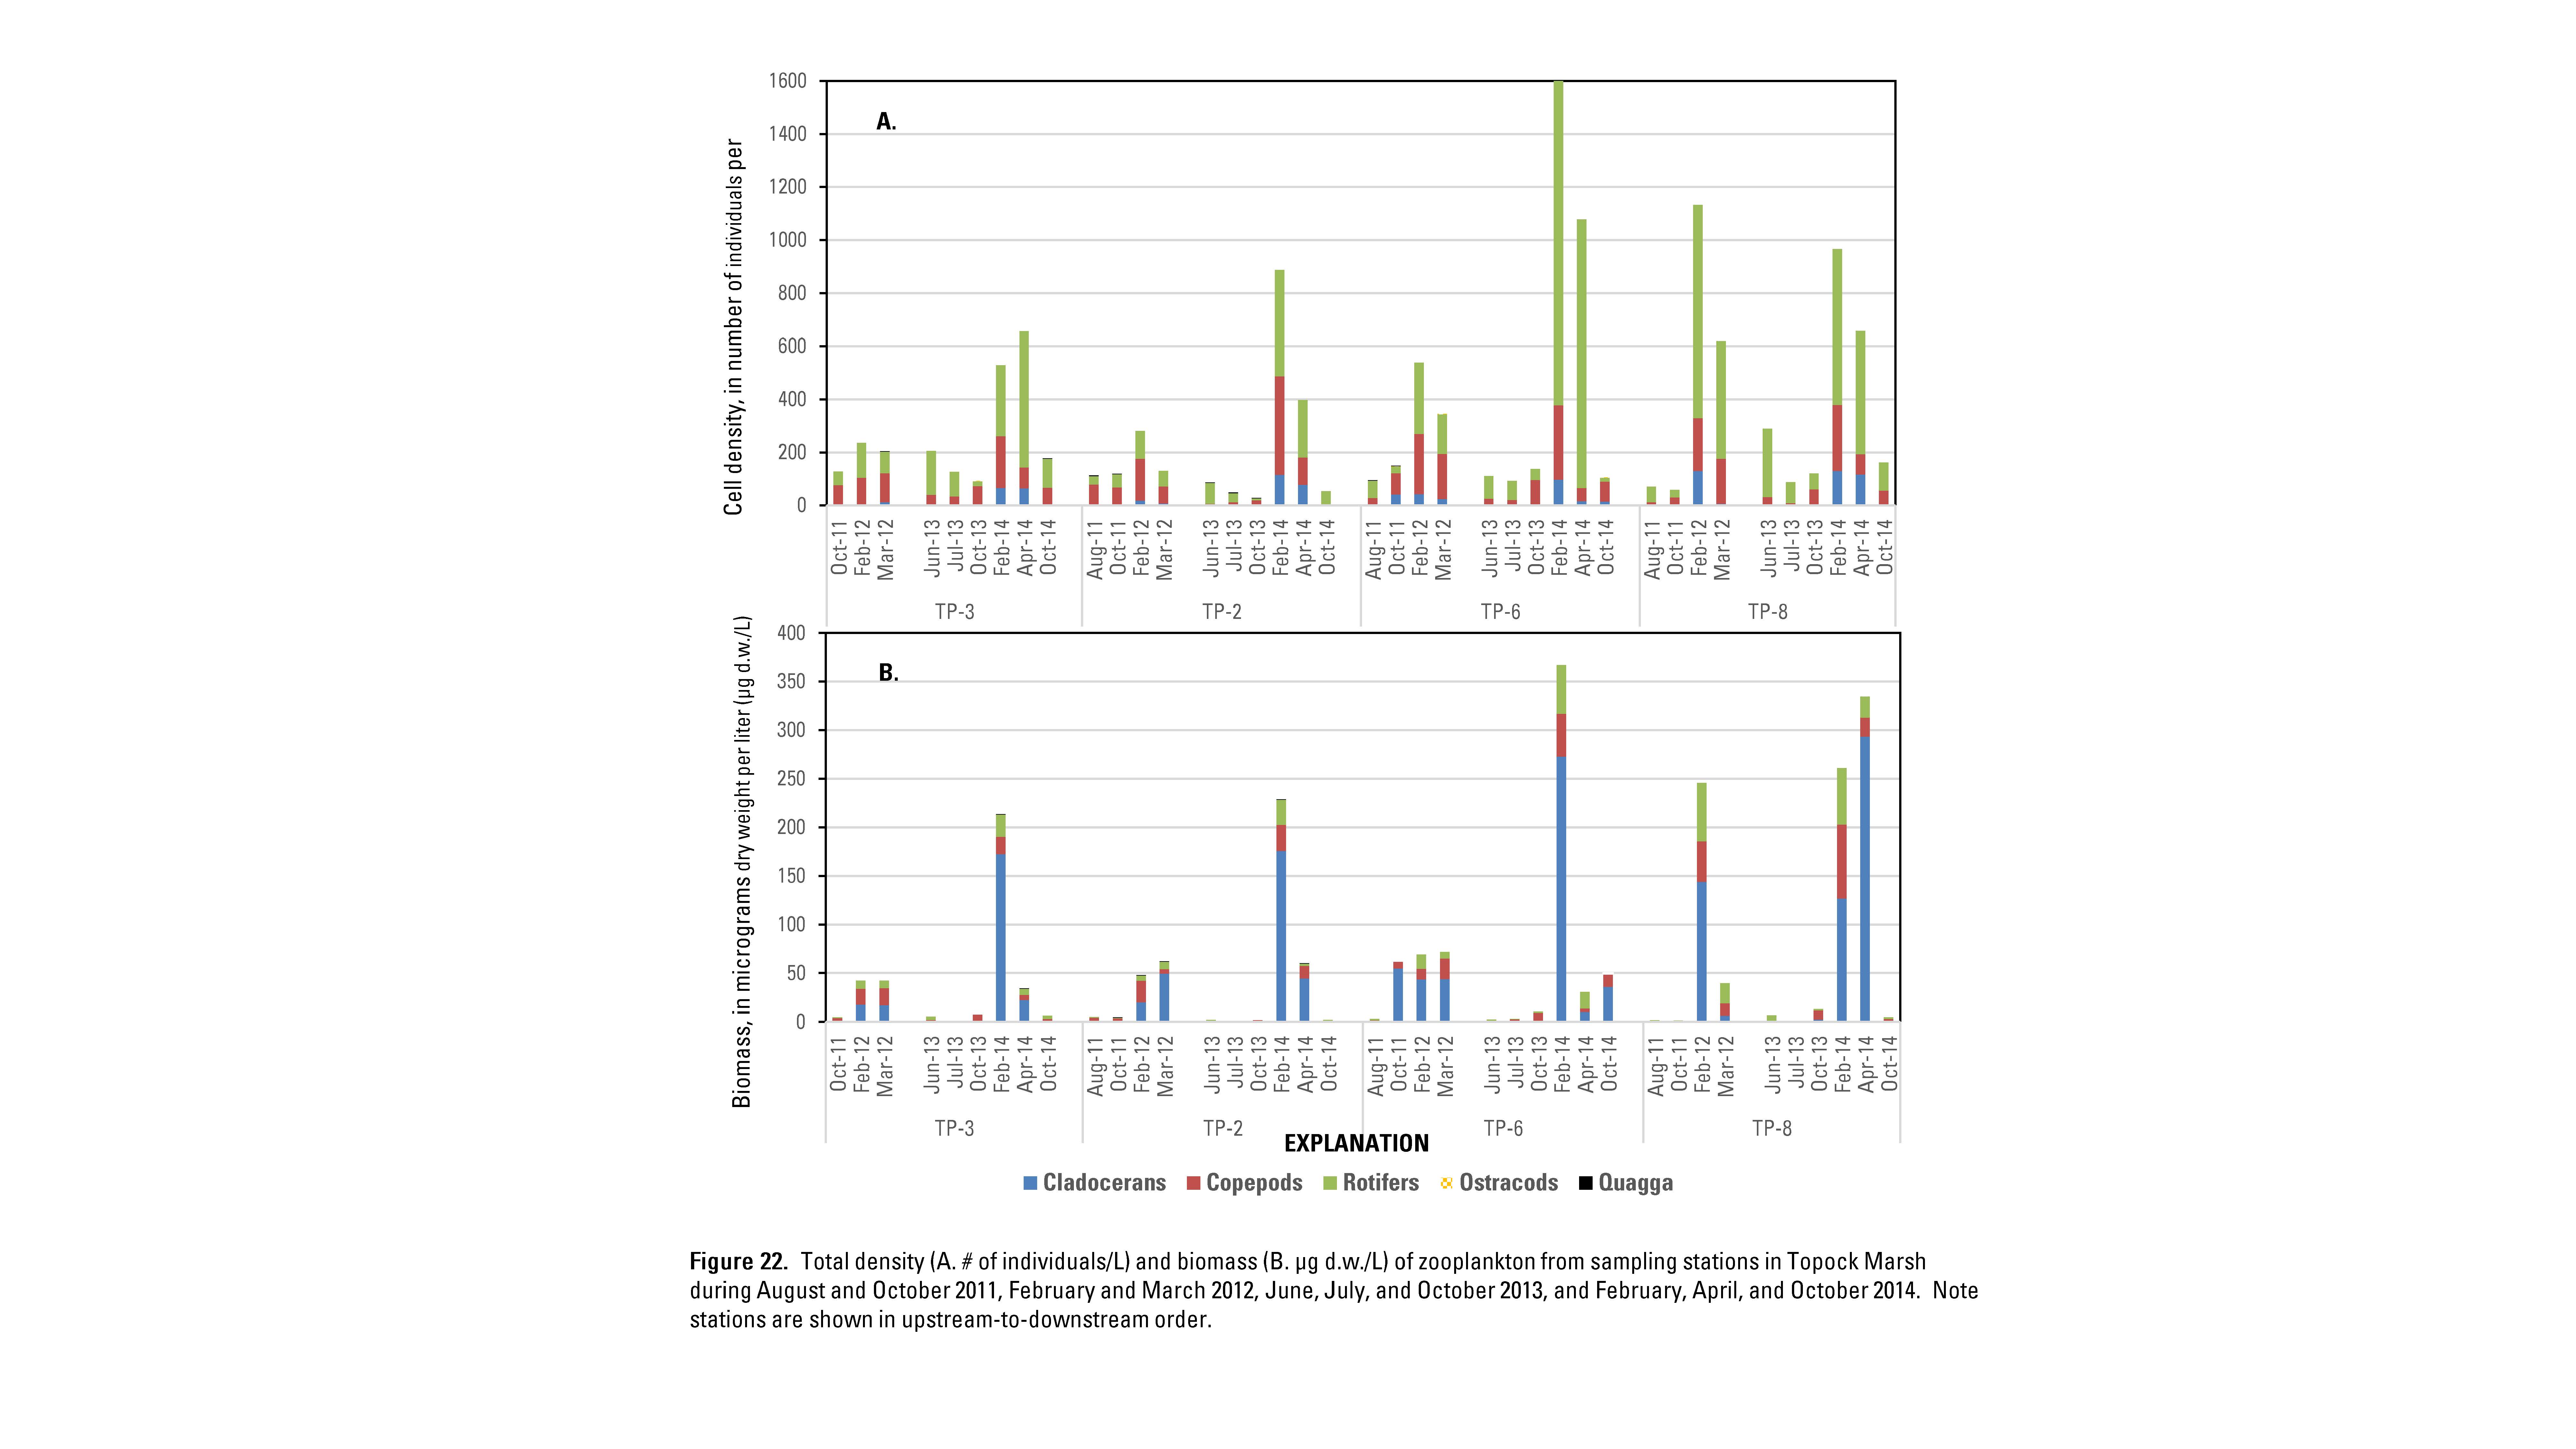 1600
1400
1200
1000
800
600
400
200
0
Cell density, in number of individuals per
A.
Oct-11 Feb-12 Mar-12 Jun-13 Jul-13 Oct-13 Feb-14 Apr-14 Oct-14 Aug-11 Oct-11 Feb-12 Mar-12 Jun-13 Jul-13 Oct-13 Feb-14 Apr-14 Oct-14 Aug-11 Oct-11 Feb-12 Mar-12 Jun-13 Jul-13 Oct-13 Feb-14 Apr-14 Oct-14 Aug-11 Oct-11 Feb-12 Mar-12 Jun-13 Jul-13 Oct-13 Feb-14 Apr-14 Oct-14
TP-3 TP-2 TP-6 TP-8
400
350
300
250
200
150
100
50
0
Biomass, in micrograms dry weight per liter (µg d.w./L)
B.
Oct-11 Feb-12 Mar-12 Jun-13 Jul-13 Oct-13 Feb-14 Apr-14 Oct-14 Aug-11 Oct-11 Feb-12 Mar-12 Jun-13 Jul-13 Oct-13 Feb-14 Apr-14 Oct-14 Aug-11 Oct-11 Feb-12 Mar-12 Jun-13 Jul-13 Oct-13 Feb-14 Apr-14 Oct-14 Aug-11 Oct-11 Feb-12 Mar-12 Jun-13 Jul-13 Oct-13 Feb-14 Apr-14 Oct-14
TP-3 TP-2 TP-6 TP-8
EXPLANATION
Cladocerans Copepods Rotifers Ostracods Quagga
Figure 22. Total density (A. # of individuals/L) and biomass (B. µg d.w./L) of zooplankton from sampling stations in Topock Marsh
during August and October 2011, February and March 2012, June, July, and October 2013, and February, April, and October 2014. Note
stations are shown in upstream-to-downstream order.